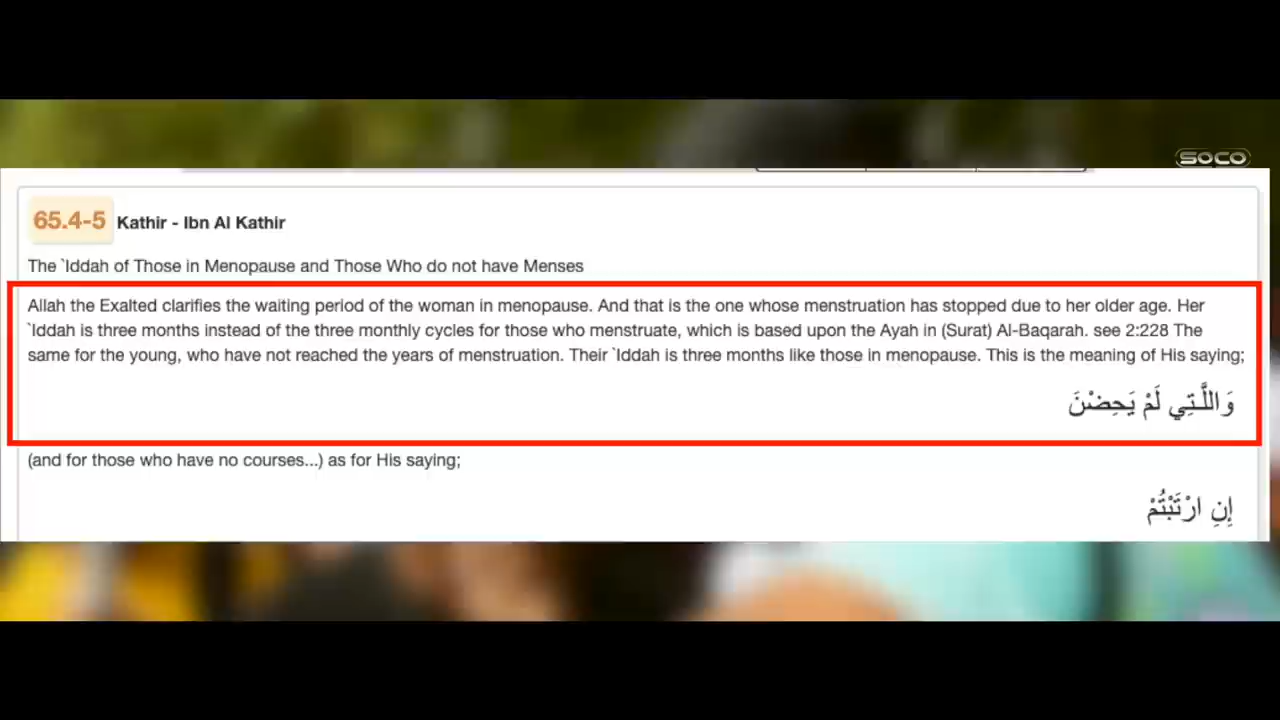 SOCO
65.4-5 Kathir - Ibn Al Kathir
The `Iddah of Those in Menopause and Those Who do not have Menses
Allah the Exalted clarifies the waiting period of the woman in menopause. And that is the one whose menstruation has stopped due to her older age. Her
`Iddah is three months instead of the three monthly cycles for those who menstruate, which is based upon the Ayah in (Surat) Al-Baqarah. see 2:228 The
same for the young, who have not reached the years of menstruation. Their `Iddah is three months like those in menopause. This is the meaning of His saying;
وَاللَّـتِي لَمْ يَحِضْنَ
(and for those who have no courses...) as for His saying;
إِنِ ارْتَبْتُمْ